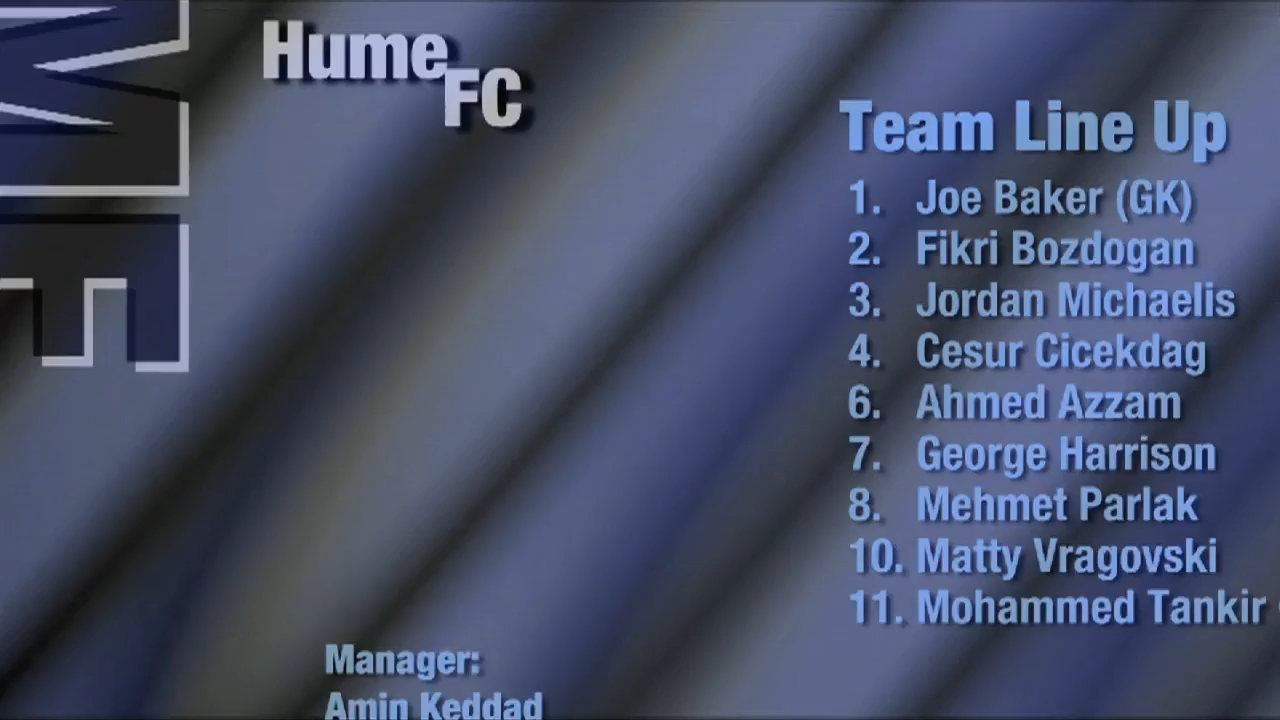 ME
Hume
FC
Team Line Up
1. Joe Baker (GK)
2. Fikri Bozdogan
3. Jordan Michaelis
4. Cesur Cicekdag
6. Ahmed Azzam
7. George Harrison
8. Mehmet Parlak
10. Matty Vragovski
11. Mohammed Tankir
Manager:
Amin Keddad